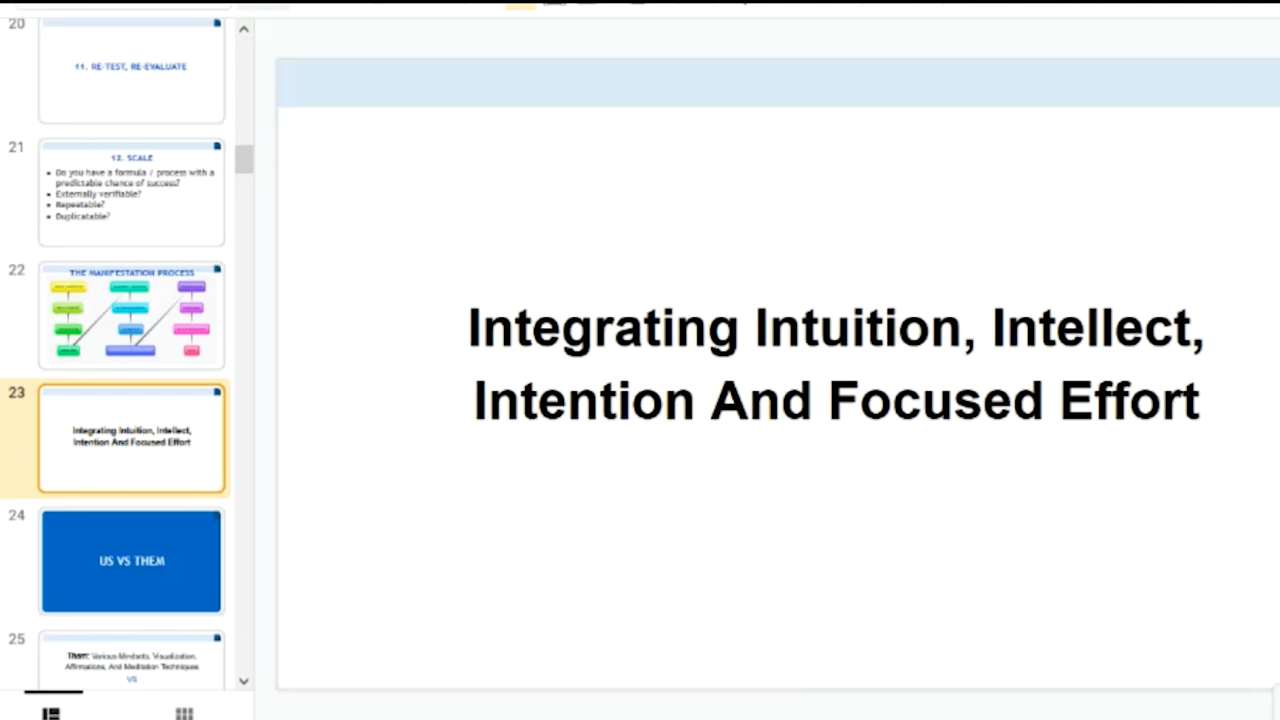 20
11. RE-TEST, RE-EVALUATE
21
12. SCALE
Do you have a formula / process with a
predictable chance of success?
Externally verifiable?
Repeatable?
Duplicatable?
22
THE MANIFESTATION PROCESS
23
Integrating Intuition, Intellect,
Intention And Focused Effort
24
US VS THEM
25
Them: Various Mindsets, Visualization,
Affirmations, And Meditation Techniques
VS
Integrating Intuition, Intellect,
Intention And Focused Effort